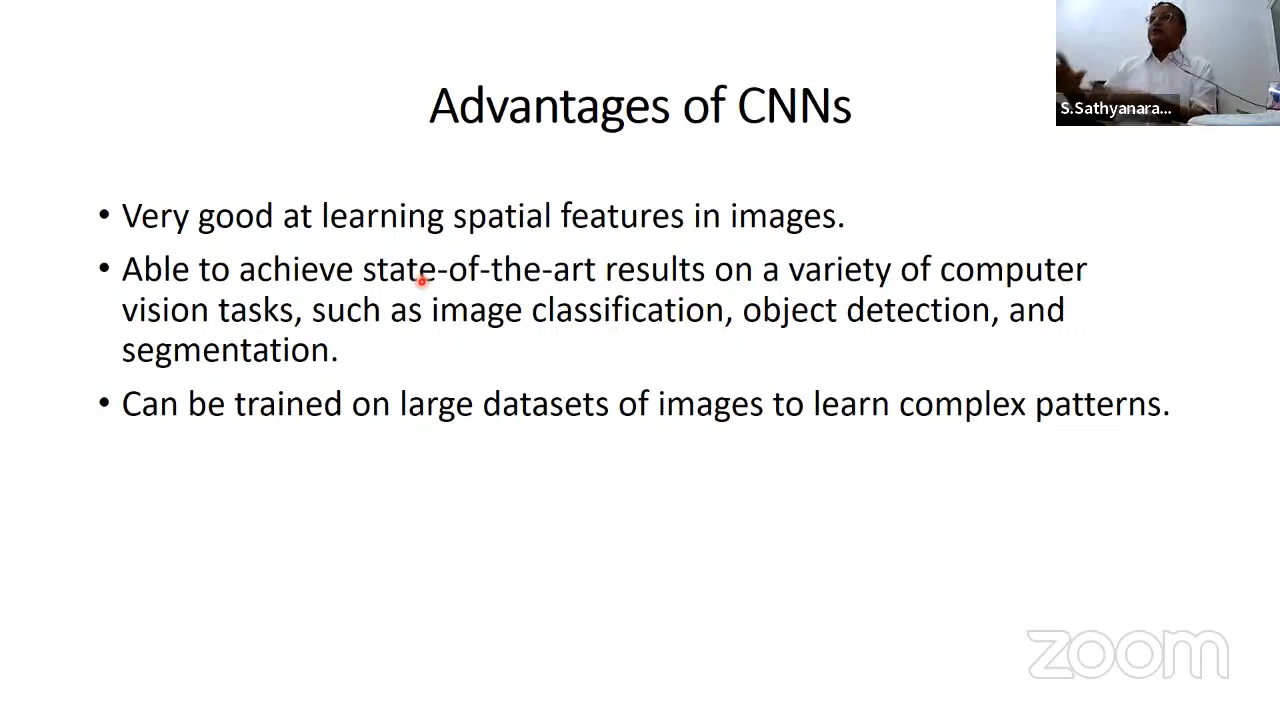 Advantages of CNNs
S.Sathyanara...
• Very good at learning spatial features in images.
• Able to achieve state-of-the-art results on a variety of computer
vision tasks, such as image classification, object detection, and
segmentation.
• Can be trained on large datasets of images to learn complex patterns.
zoom